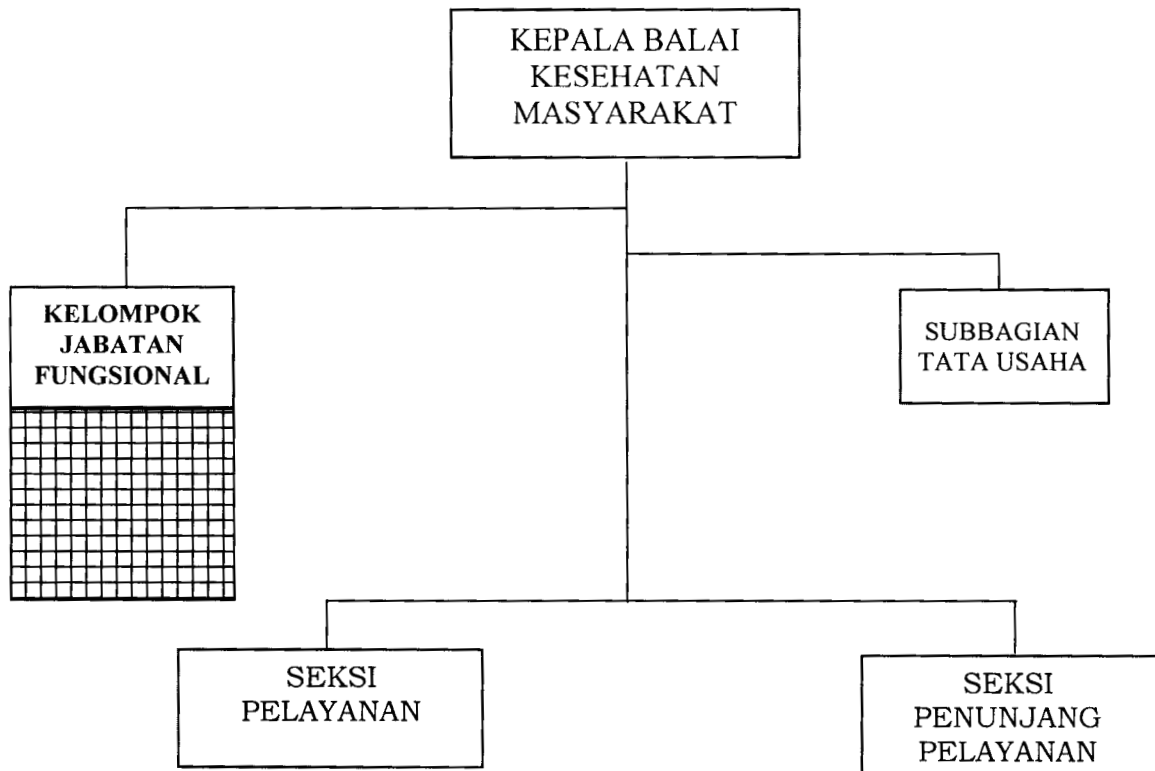 KEPALA BALAI
KESEHATAN
MASYARAKAT
KELOMPOK
JABATAN
FUNGSIONAL
SUBBAGIAN
TATA USAHA
SEKSI
PELAYANAN
SEKSI
PENUNJANG
PELAYANAN